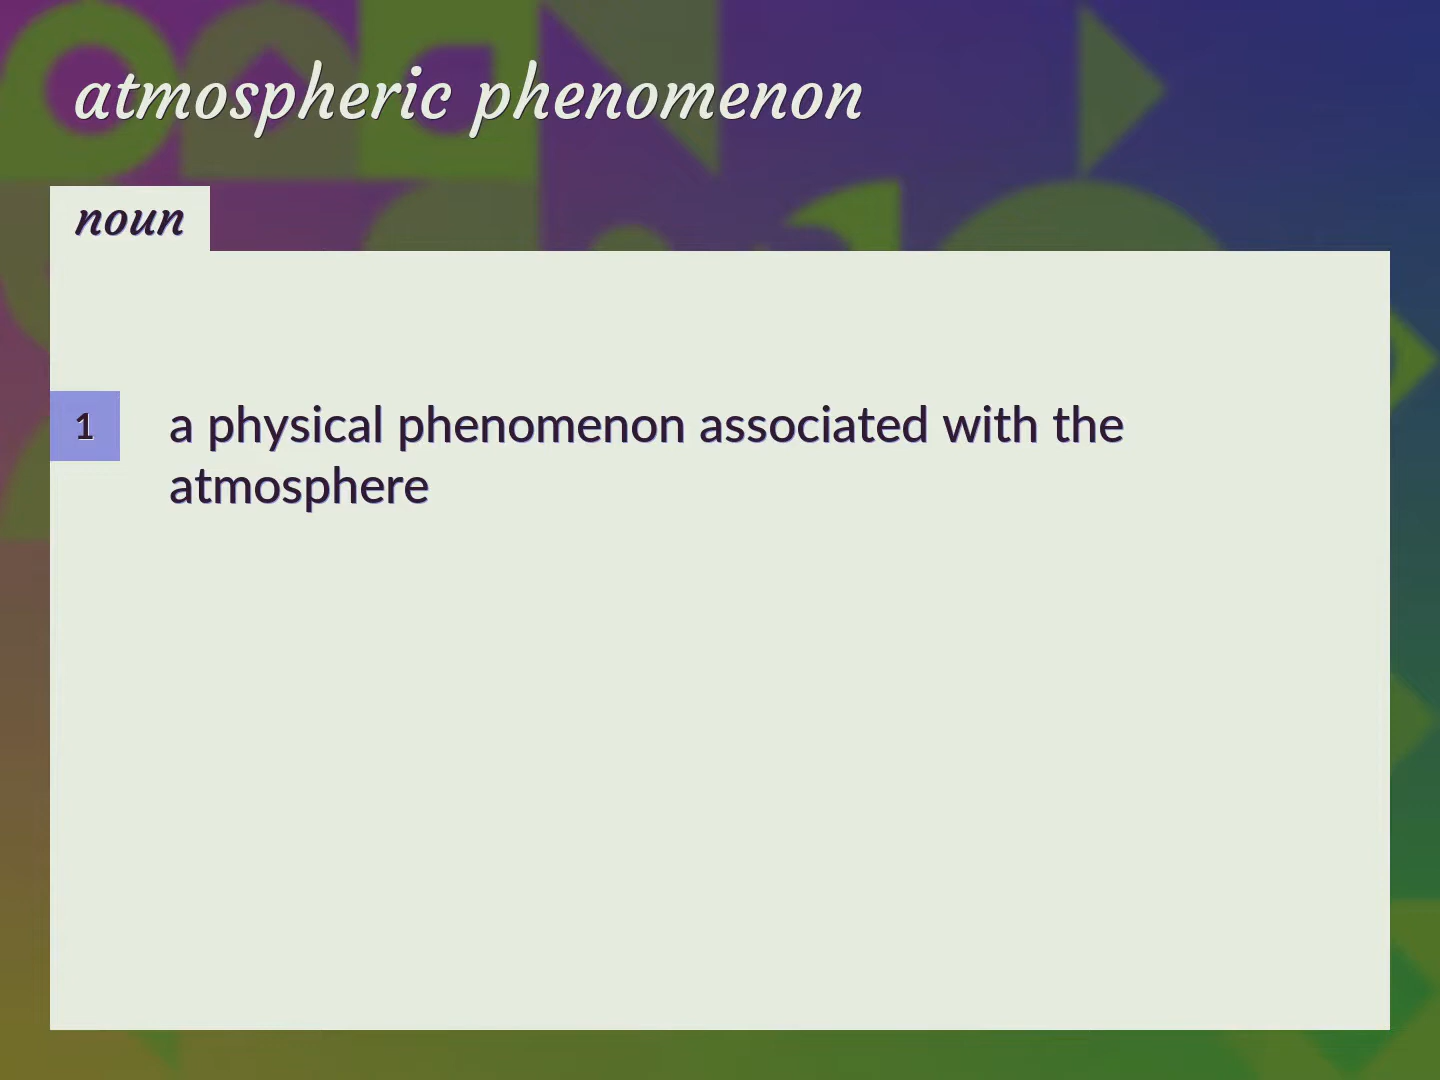 atmospheric phenomenon
noun
1
a physical phenomenon associated with the
atmosphere